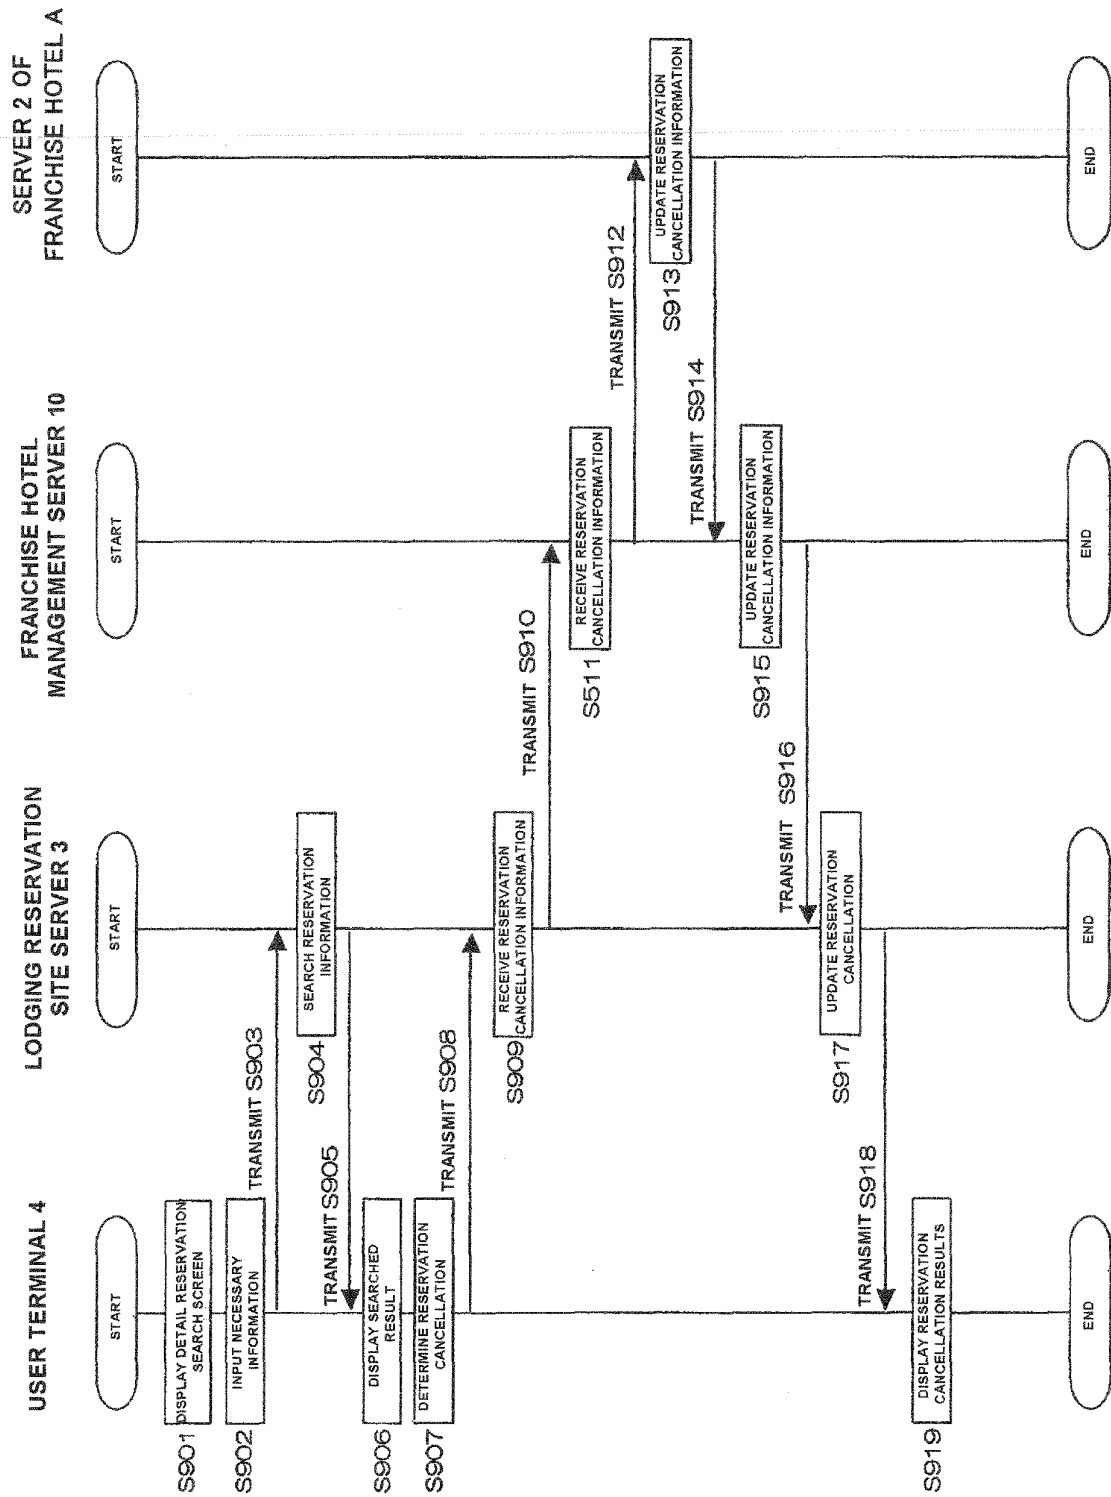 USER TERMINAL 4
LODGING RESERVATION
SITE SERVER 3
FRANCHISE HOTEL
MANAGEMENT SERVER 10
SERVER 2 OF
FRANCHISE HOTEL A
START
START
START
START
S901
DISPLAY DETAIL RESERVATION
SEARCH SCREEN
S902
INPUT NECESSARY
INFORMATION
TRANSMIT S903
S904
SEARCH RESERVATION
INFORMATION
TRANSMIT S905
S906
DISPLAY SEARCHED
RESULT
S907
DETERMINE RESERVATION
CANCELLATION
TRANSMIT S908
S909
RECEIVE RESERVATION
CANCELLATION INFORMATION
TRANSMIT S910
S511
RECEIVE RESERVATION
CANCELLATION INFORMATION
TRANSMIT S912
S913
UPDATE RESERVATION
CANCELLATION INFORMATION
TRANSMIT S914
S915
UPDATE RESERVATION
CANCELLATION INFORMATION
TRANSMIT S916
S917
UPDATE RESERVATION
CANCELLATION
TRANSMIT S918
S919
DISPLAY RESERVATION
CANCELLATION RESULTS
END
END
END
END